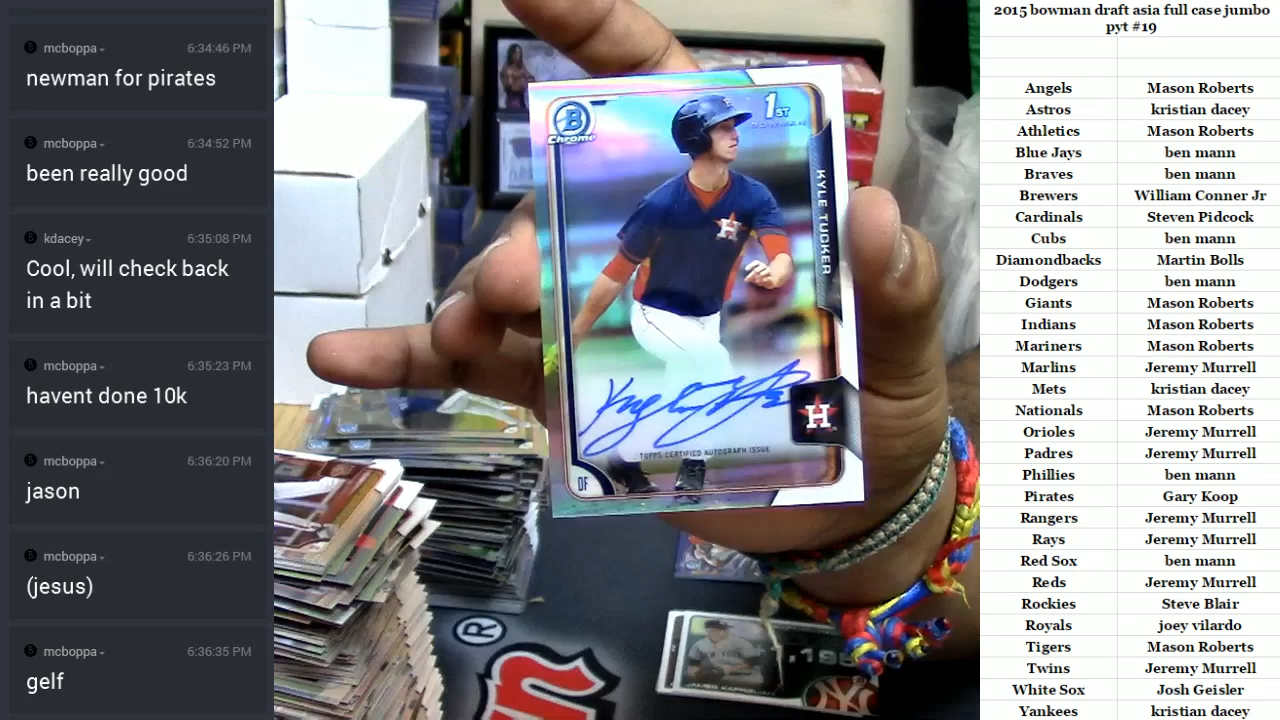 mcboppa 6:34:46 PM
newman for pirates
mcboppa 6:34:52 PM
been really good
kdacey 6:35:08 PM
Cool, will check back
in a bit
mcboppa 6:35:23 PM
havent done 10k
mcboppa 6:36:20 PM
jason
mcboppa 6:36:26 PM
(jesus)
mcboppa 6:36:35 PM
gelf
B
Chrome
1ST
KYLE TUCKER
H
H
TOPPS CERTIFIED AUTOGRAPH ISSUE
OF
®
2015 bowman draft asia full case jumbo
pyt #19
Angels Mason Roberts
Astros kristian dacey
Athletics Mason Roberts
Blue Jays ben mann
Braves ben mann
Brewers William Conner Jr
Cardinals Steven Pidcock
Cubs ben mann
Diamondbacks Martin Bolls
Dodgers ben mann
Giants Mason Roberts
Indians Mason Roberts
Mariners Mason Roberts
Marlins Jeremy Murrell
Mets kristian dacey
Nationals Mason Roberts
Orioles Jeremy Murrell
Padres Jeremy Murrell
Phillies ben mann
Pirates Gary Koop
Rangers Jeremy Murrell
Rays Jeremy Murrell
Red Sox ben mann
Reds Jeremy Murrell
Rockies Steve Blair
Royals joey vilardo
Tigers Mason Roberts
Twins Jeremy Murrell
White Sox Josh Geisler
Yankees kristian dacey